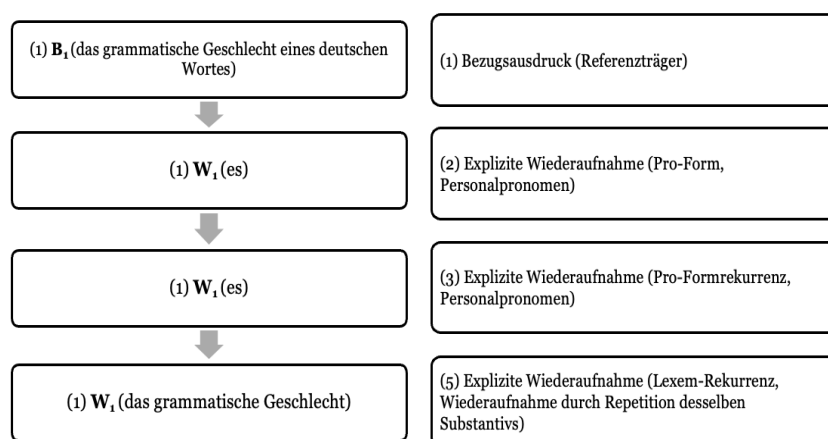 (1) B₁ (das grammatische Geschlecht eines deutschen
Wortes)
(1) Bezugsausdruck (Referenzträger)
(1) W₁ (es)
(2) Explizite Wiederaufnahme (Pro-Form,
Personalpronomen)
(1) W₁ (es)
(3) Explizite Wiederaufnahme (Pro-Formrekurrenz,
Personalpronomen)
(1) W₁ (das grammatische Geschlecht)
(5) Explizite Wiederaufnahme (Lexem-Rekurrenz,
Wiederaufnahme durch Repetition desselben
Substantivs)